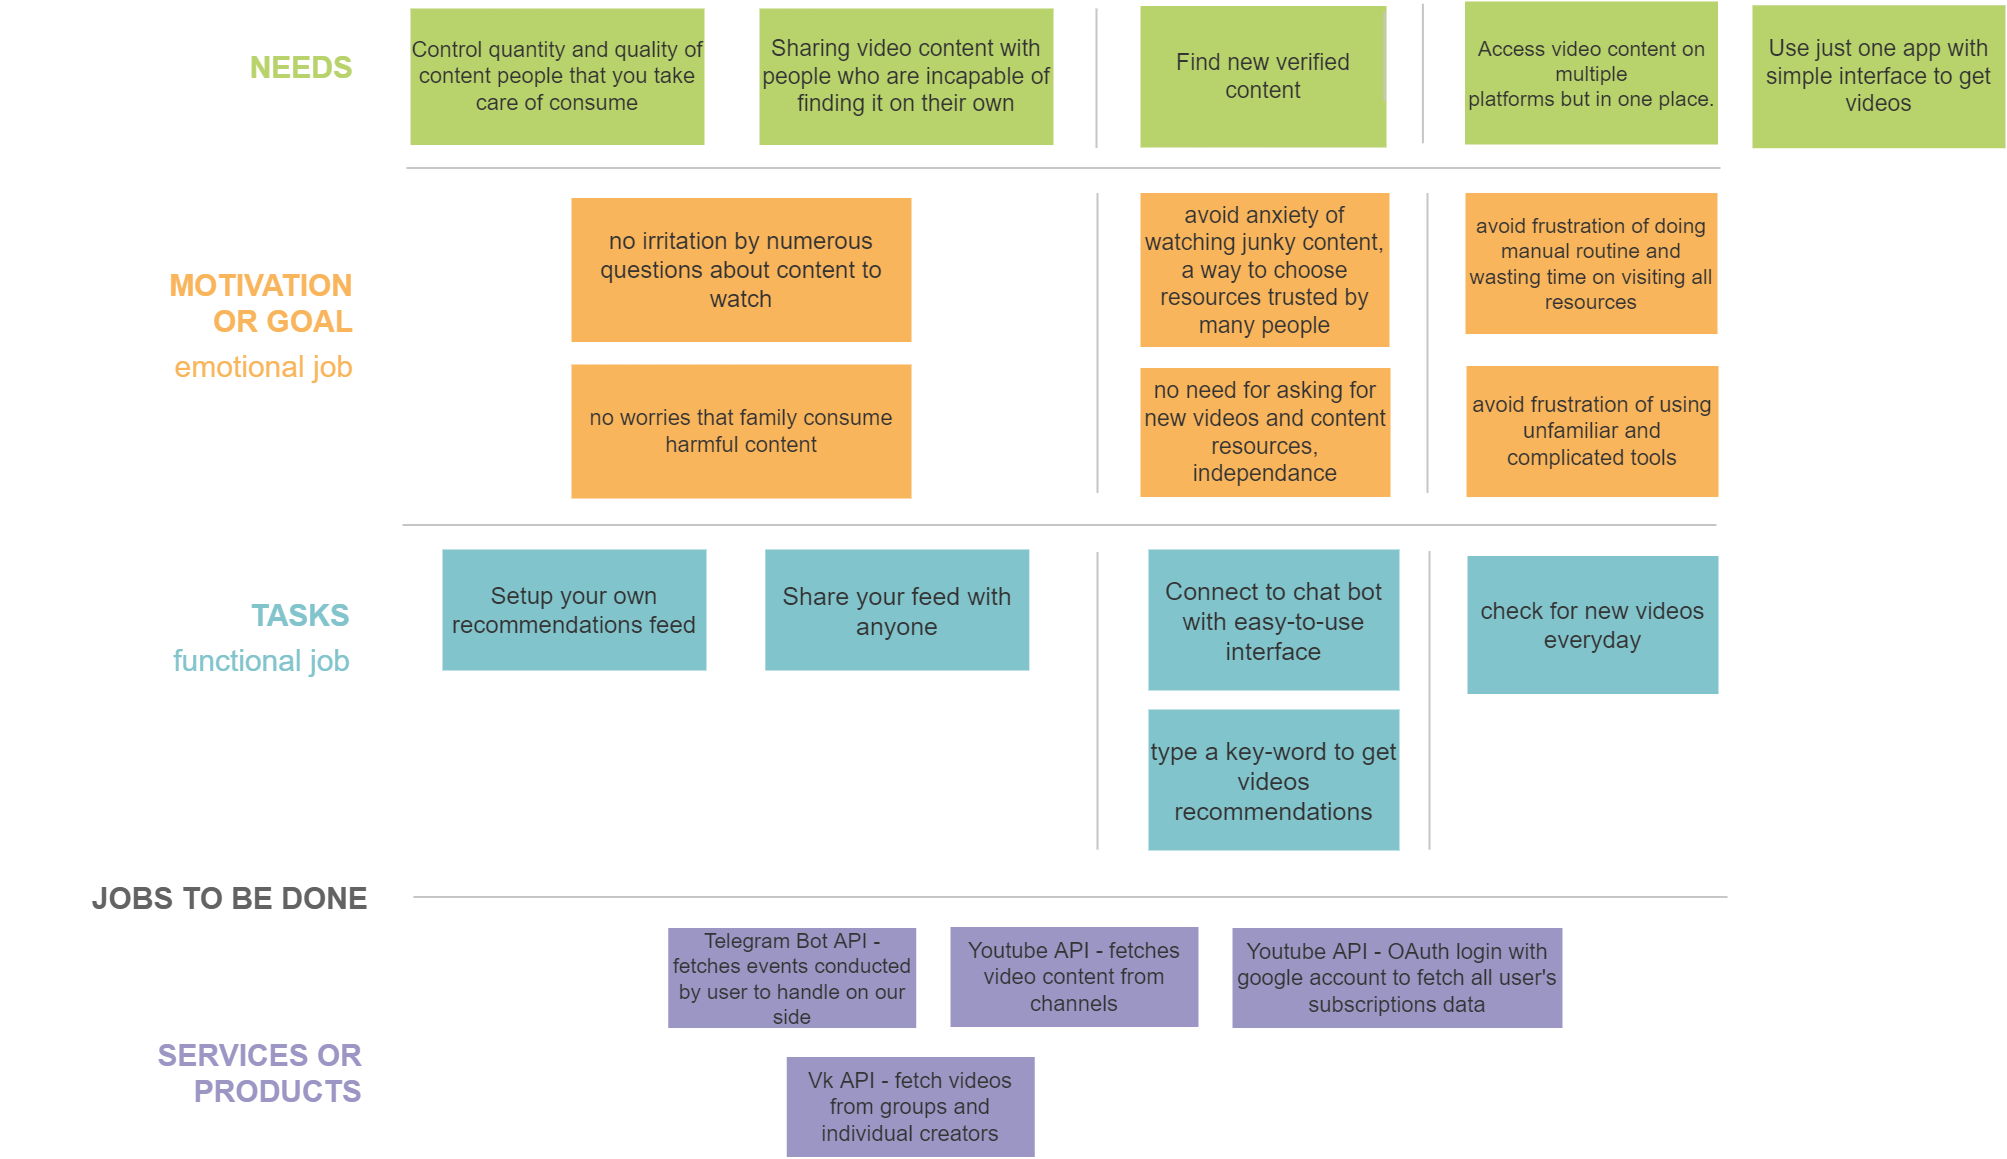 NEEDS
Control quantity and quality of
content people that you take
care of consume
Sharing video content with
people who are incapable of
finding it on their own
Find new verified
content
Access video content on
multiple
platforms but in one place.
Use just one app with
simple interface to get
videos
MOTIVATION
OR GOAL
emotional job
no irritation by numerous
questions about content to
watch
avoid anxiety of
watching junky content,
a way to choose
resources trusted by
many people
avoid frustration of doing
manual routine and
wasting time on visiting all
resources
no worries that family consume
harmful content
no need for asking for
new videos and content
resources,
independance
avoid frustration of using
unfamiliar and
complicated tools
TASKS
functional job
Setup your own
recommendations feed
Share your feed with
anyone
Connect to chat bot
with easy-to-use
interface
check for new videos
everyday
type a key-word to get
videos
recommendations
JOBS TO BE DONE
SERVICES OR
PRODUCTS
Telegram Bot API -
fetches events conducted
by user to handle on our
side
Youtube API - fetches
video content from
channels
Youtube API - OAuth login with
google account to fetch all user's
subscriptions data
Vk API - fetch videos
from groups and
individual creators